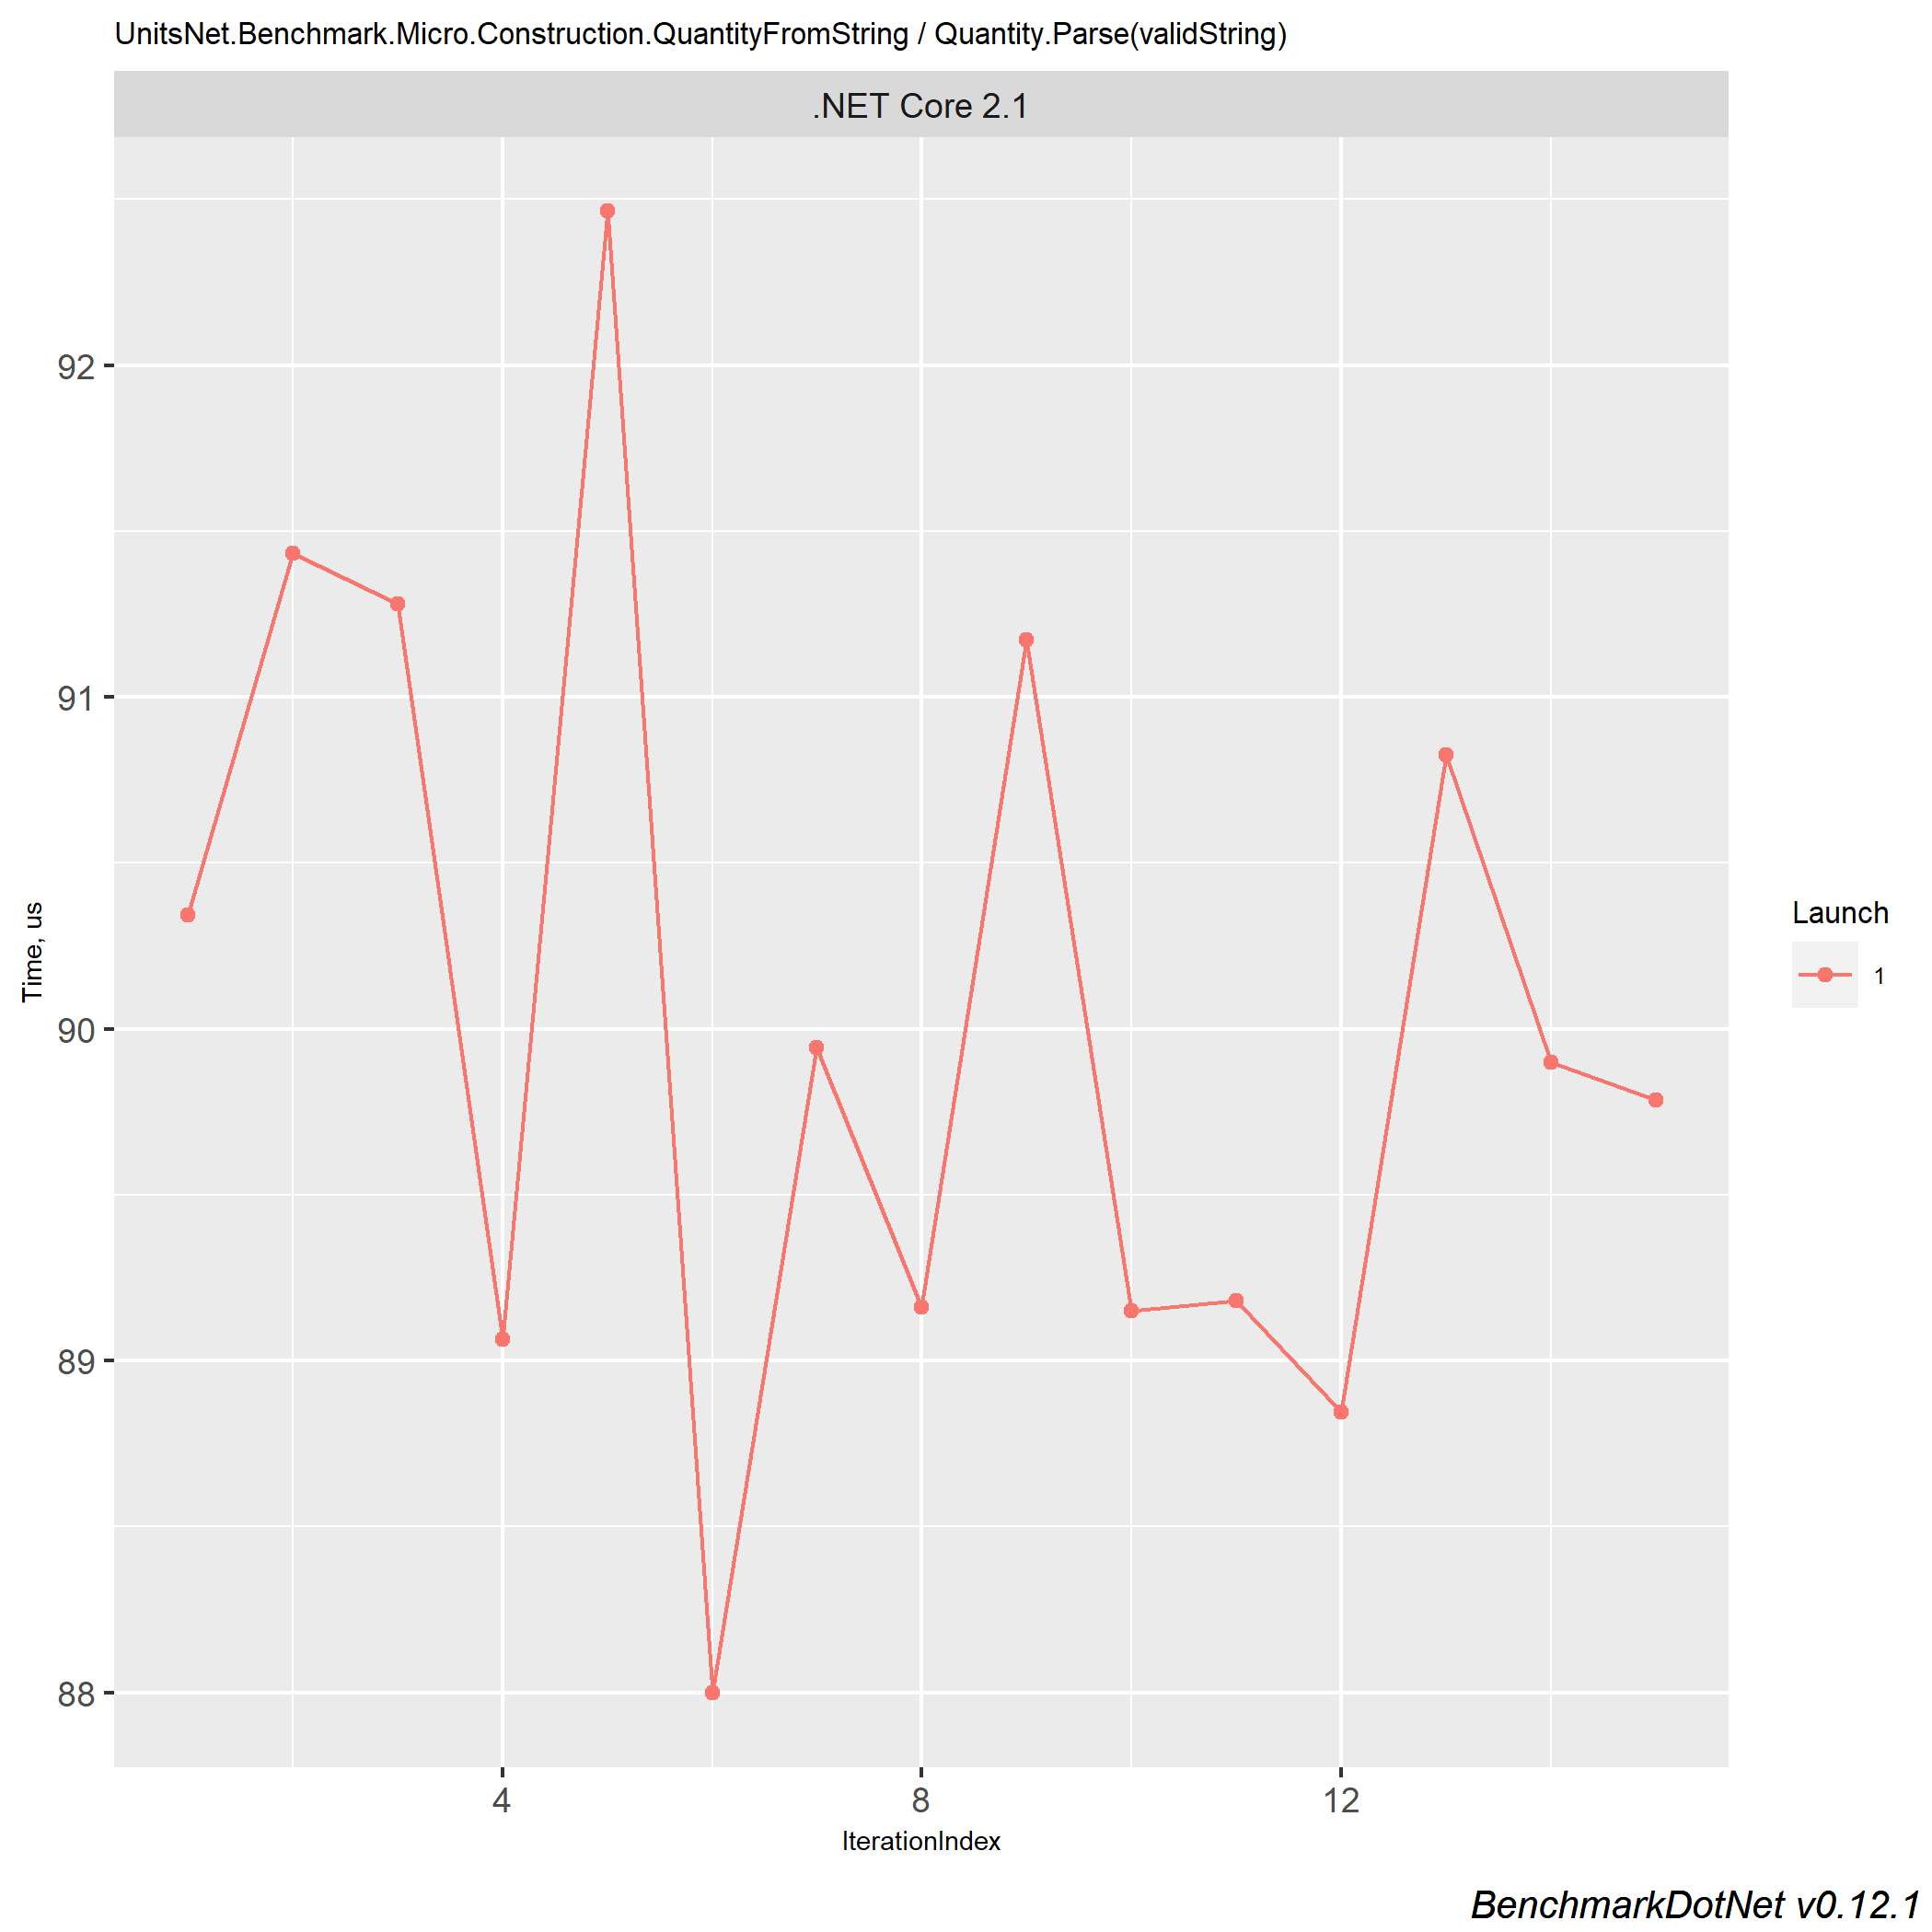 UnitsNet.Benchmark.Micro.Construction.QuantityFromString / Quantity.Parse(validString)
.NET Core 2.1
92
91
90
89
88
Time, us
4
8
12
IterationIndex
Launch
1
BenchmarkDotNet v0.12.1